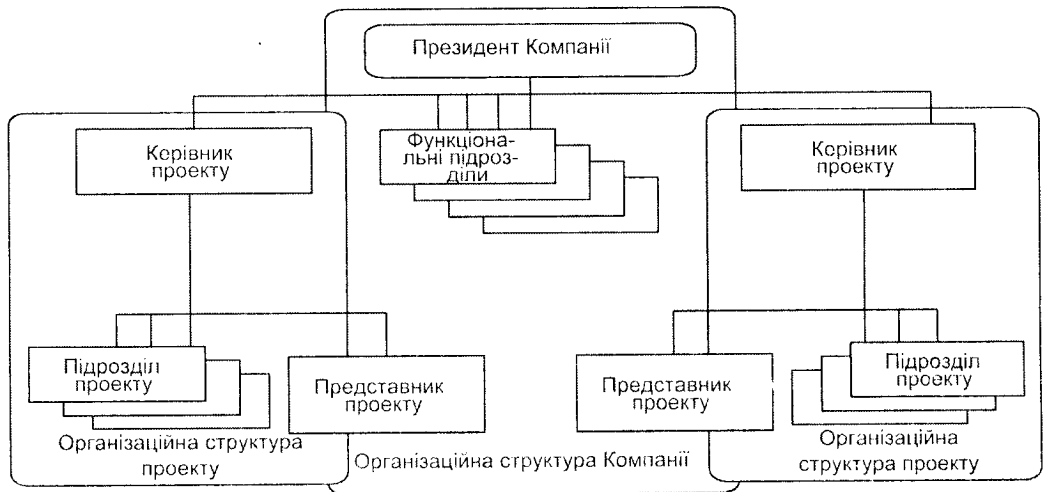 Президент Компанії
Керівник
проекту
Функціона-
льні підроз-
діли
Керівник
проекту
Підрозділ
проекту
Представник
проекту
Представник
проекту
Підрозділ
проекту
Організаційна структура
проекту
Організаційна структура Компанії
Організаційна
структура проекту